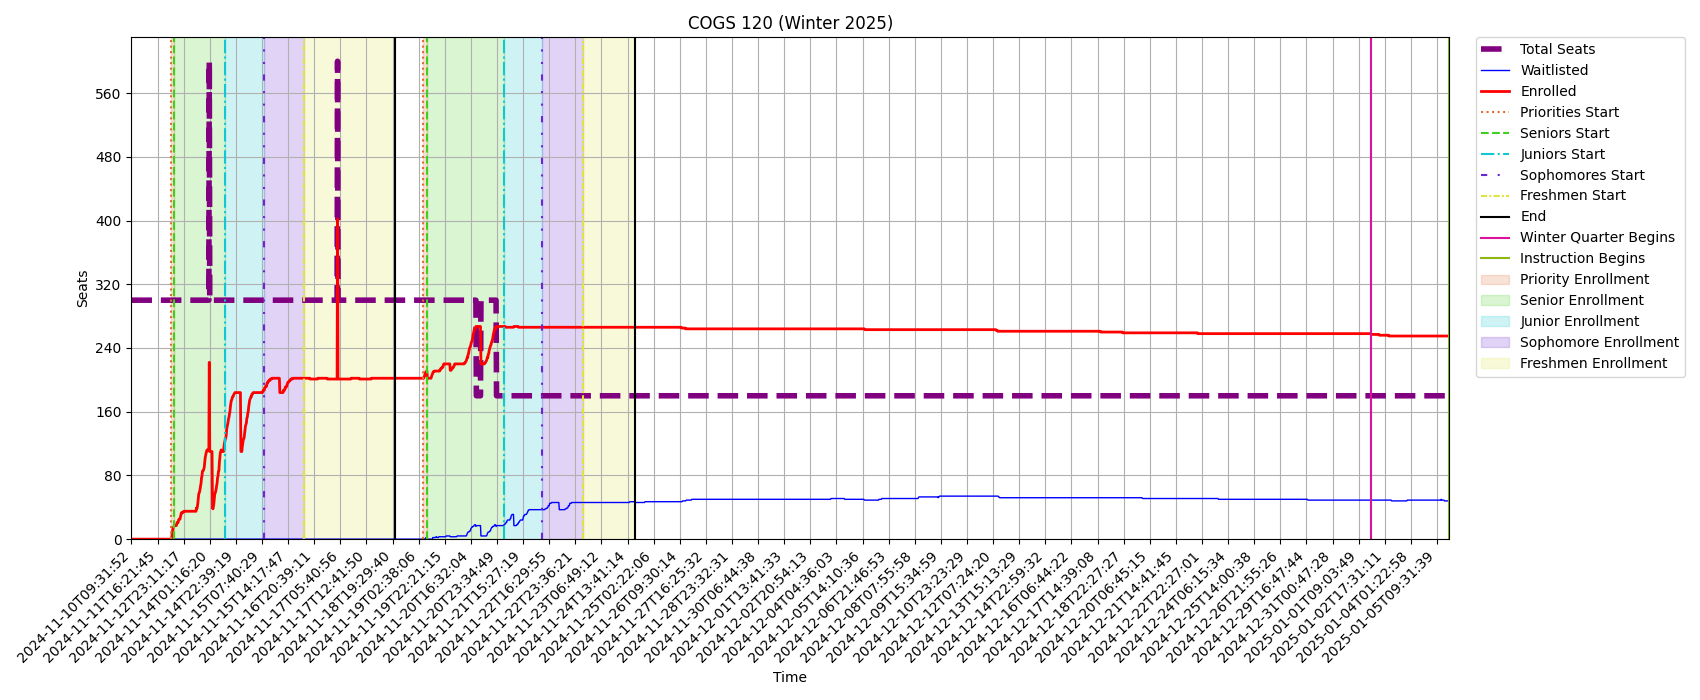 COGS 120 (Winter 2025)
Seats
560
480
400
320
240
160
80
0
2024-11-10T09:31:52
2024-11-11T16:21:45
2024-11-12T23:11:17
2024-11-14T01:16:20
2024-11-14T22:39:19
2024-11-15T07:40:29
2024-11-15T14:17:47
2024-11-16T20:39:11
2024-11-17T05:40:56
2024-11-17T12:41:50
2024-11-18T19:29:40
2024-11-19T12:38:06
2024-11-19T22:21:15
2024-11-20T16:32:04
2024-11-20T23:34:49
2024-11-21T15:27:19
2024-11-22T16:29:55
2024-11-22T23:36:21
2024-11-23T06:49:12
2024-11-24T13:41:14
2024-11-25T20:22:06
2024-11-26T09:30:14
2024-11-27T16:25:32
2024-11-28T23:32:31
2024-11-30T06:44:38
2024-12-01T13:41:33
2024-12-02T20:54:13
2024-12-04T04:36:03
2024-12-05T14:10:36
2024-12-06T21:46:53
2024-12-08T07:55:58
2024-12-09T15:34:59
2024-12-10T23:23:29
2024-12-12T07:24:20
2024-12-13T15:13:29
2024-12-14T22:59:32
2024-12-16T06:44:22
2024-12-17T14:39:08
2024-12-18T22:27:27
2024-12-20T06:45:15
2024-12-21T14:41:45
2024-12-22T22:27:01
2024-12-24T06:15:34
2024-12-25T14:00:38
2024-12-26T21:55:26
2024-12-29T16:47:44
2024-12-31T00:47:28
2025-01-01T09:03:49
2025-01-02T17:31:11
2025-01-04T01:22:58
2025-01-05T09:31:39
Time
Total Seats
Waitlisted
Enrolled
Priorities Start
Seniors Start
Juniors Start
Sophomores Start
Freshmen Start
End
Winter Quarter Begins
Instruction Begins
Priority Enrollment
Senior Enrollment
Junior Enrollment
Sophomore Enrollment
Freshmen Enrollment